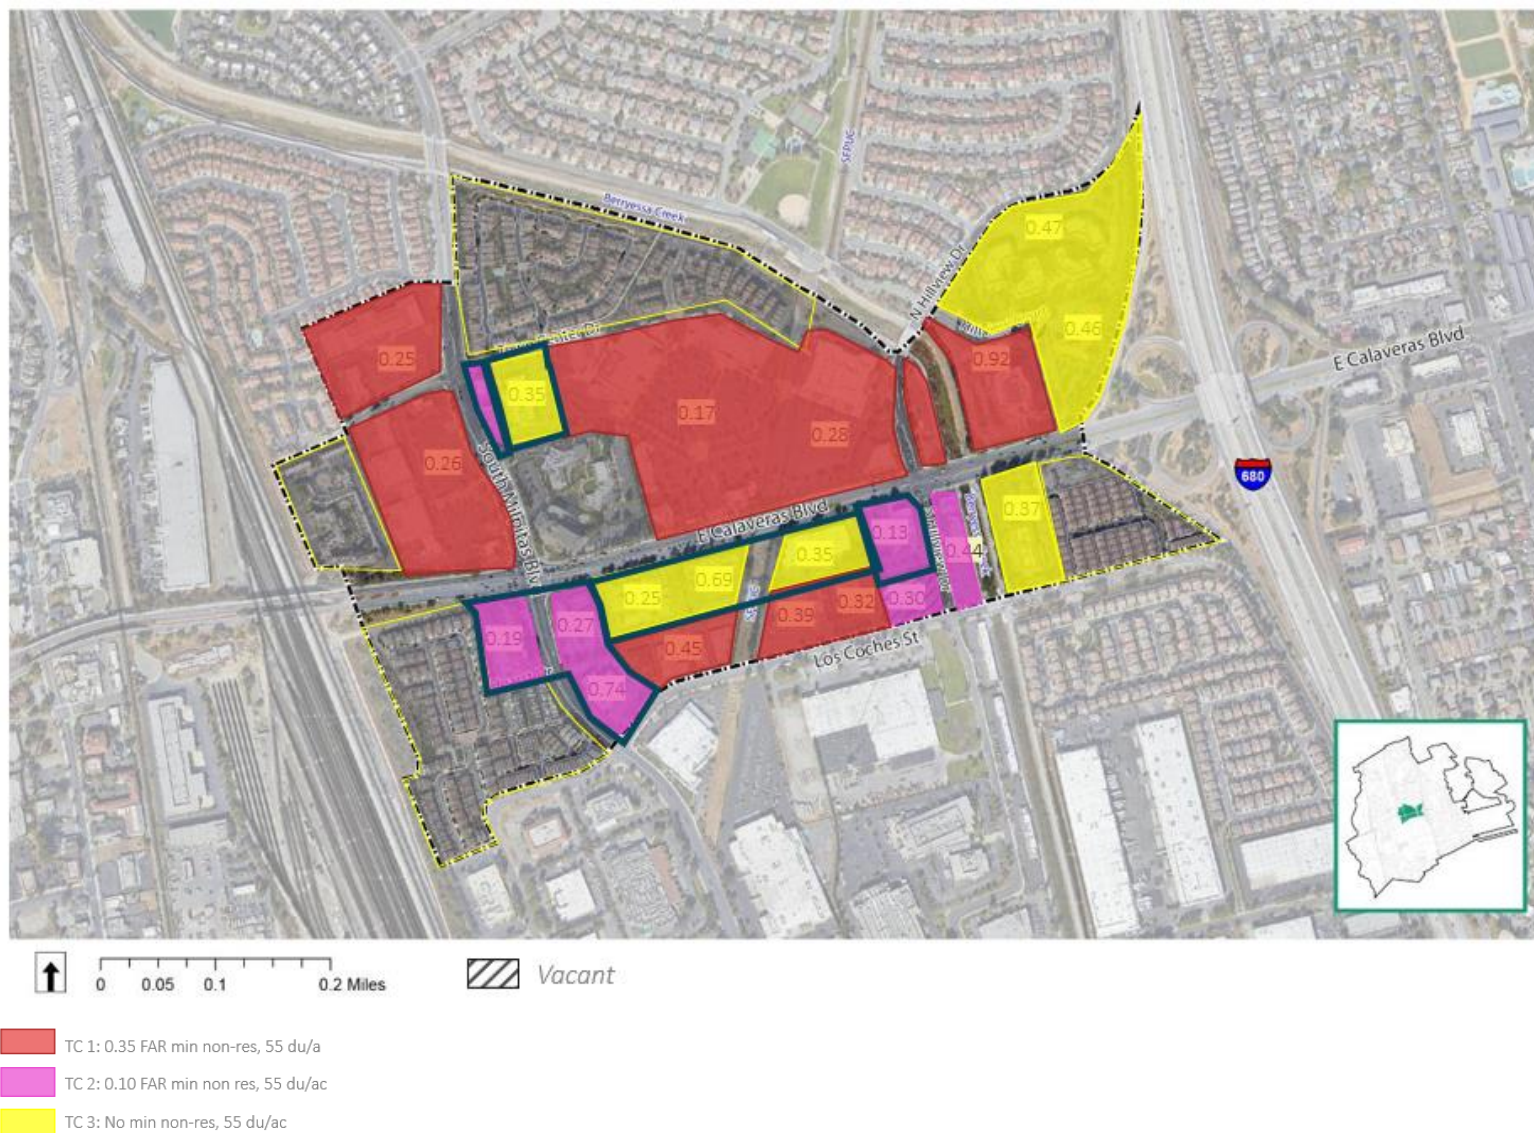 SFPUC
Berryessa Creek
0.47
N Hillview Dr
0.46
E Calaveras Blvd.
0.25
0.92
0.35
0.17
0.28
0.26
South Milpitas Blvd
680
E Calaveras Blvd
0.37
0.13
0.44
0.35
0.69
0.25
0.30
0.32
0.39
0.27
0.19
0.45
Los Coches St
0.74
0 0.05 0.1 0.2 Miles
Vacant
TC 1: 0.35 FAR min non-res, 55 du/a
TC 2: 0.10 FAR min non res, 55 du/ac
TC 3: No min non-res, 55 du/ac